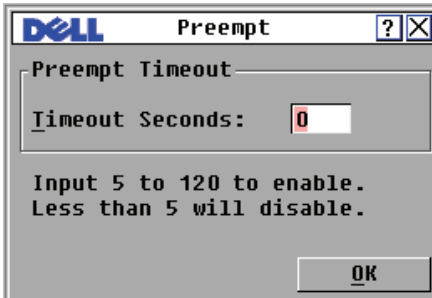 DELL Preempt ? X
Preempt Timeout
Timeout Seconds: 0
Input 5 to 120 to enable.
Less than 5 will disable.
OK